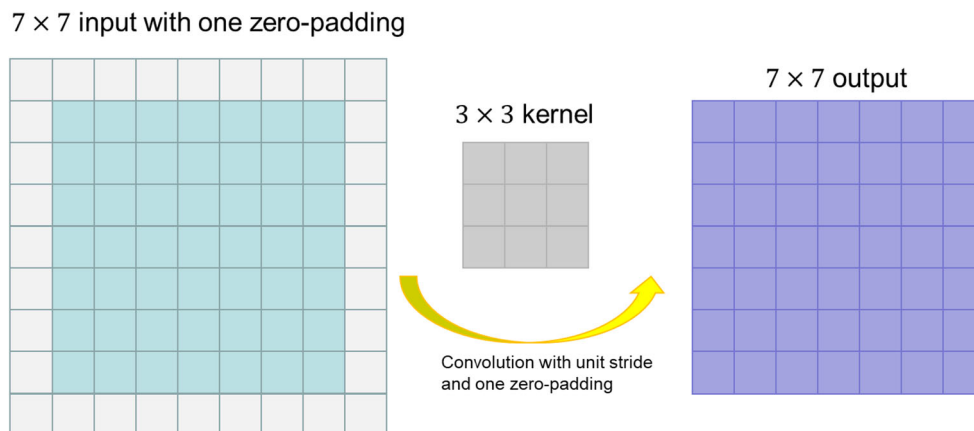 7 × 7 input with one zero-padding
7 × 7 output
3 × 3 kernel
Convolution with unit stride
and one zero-padding